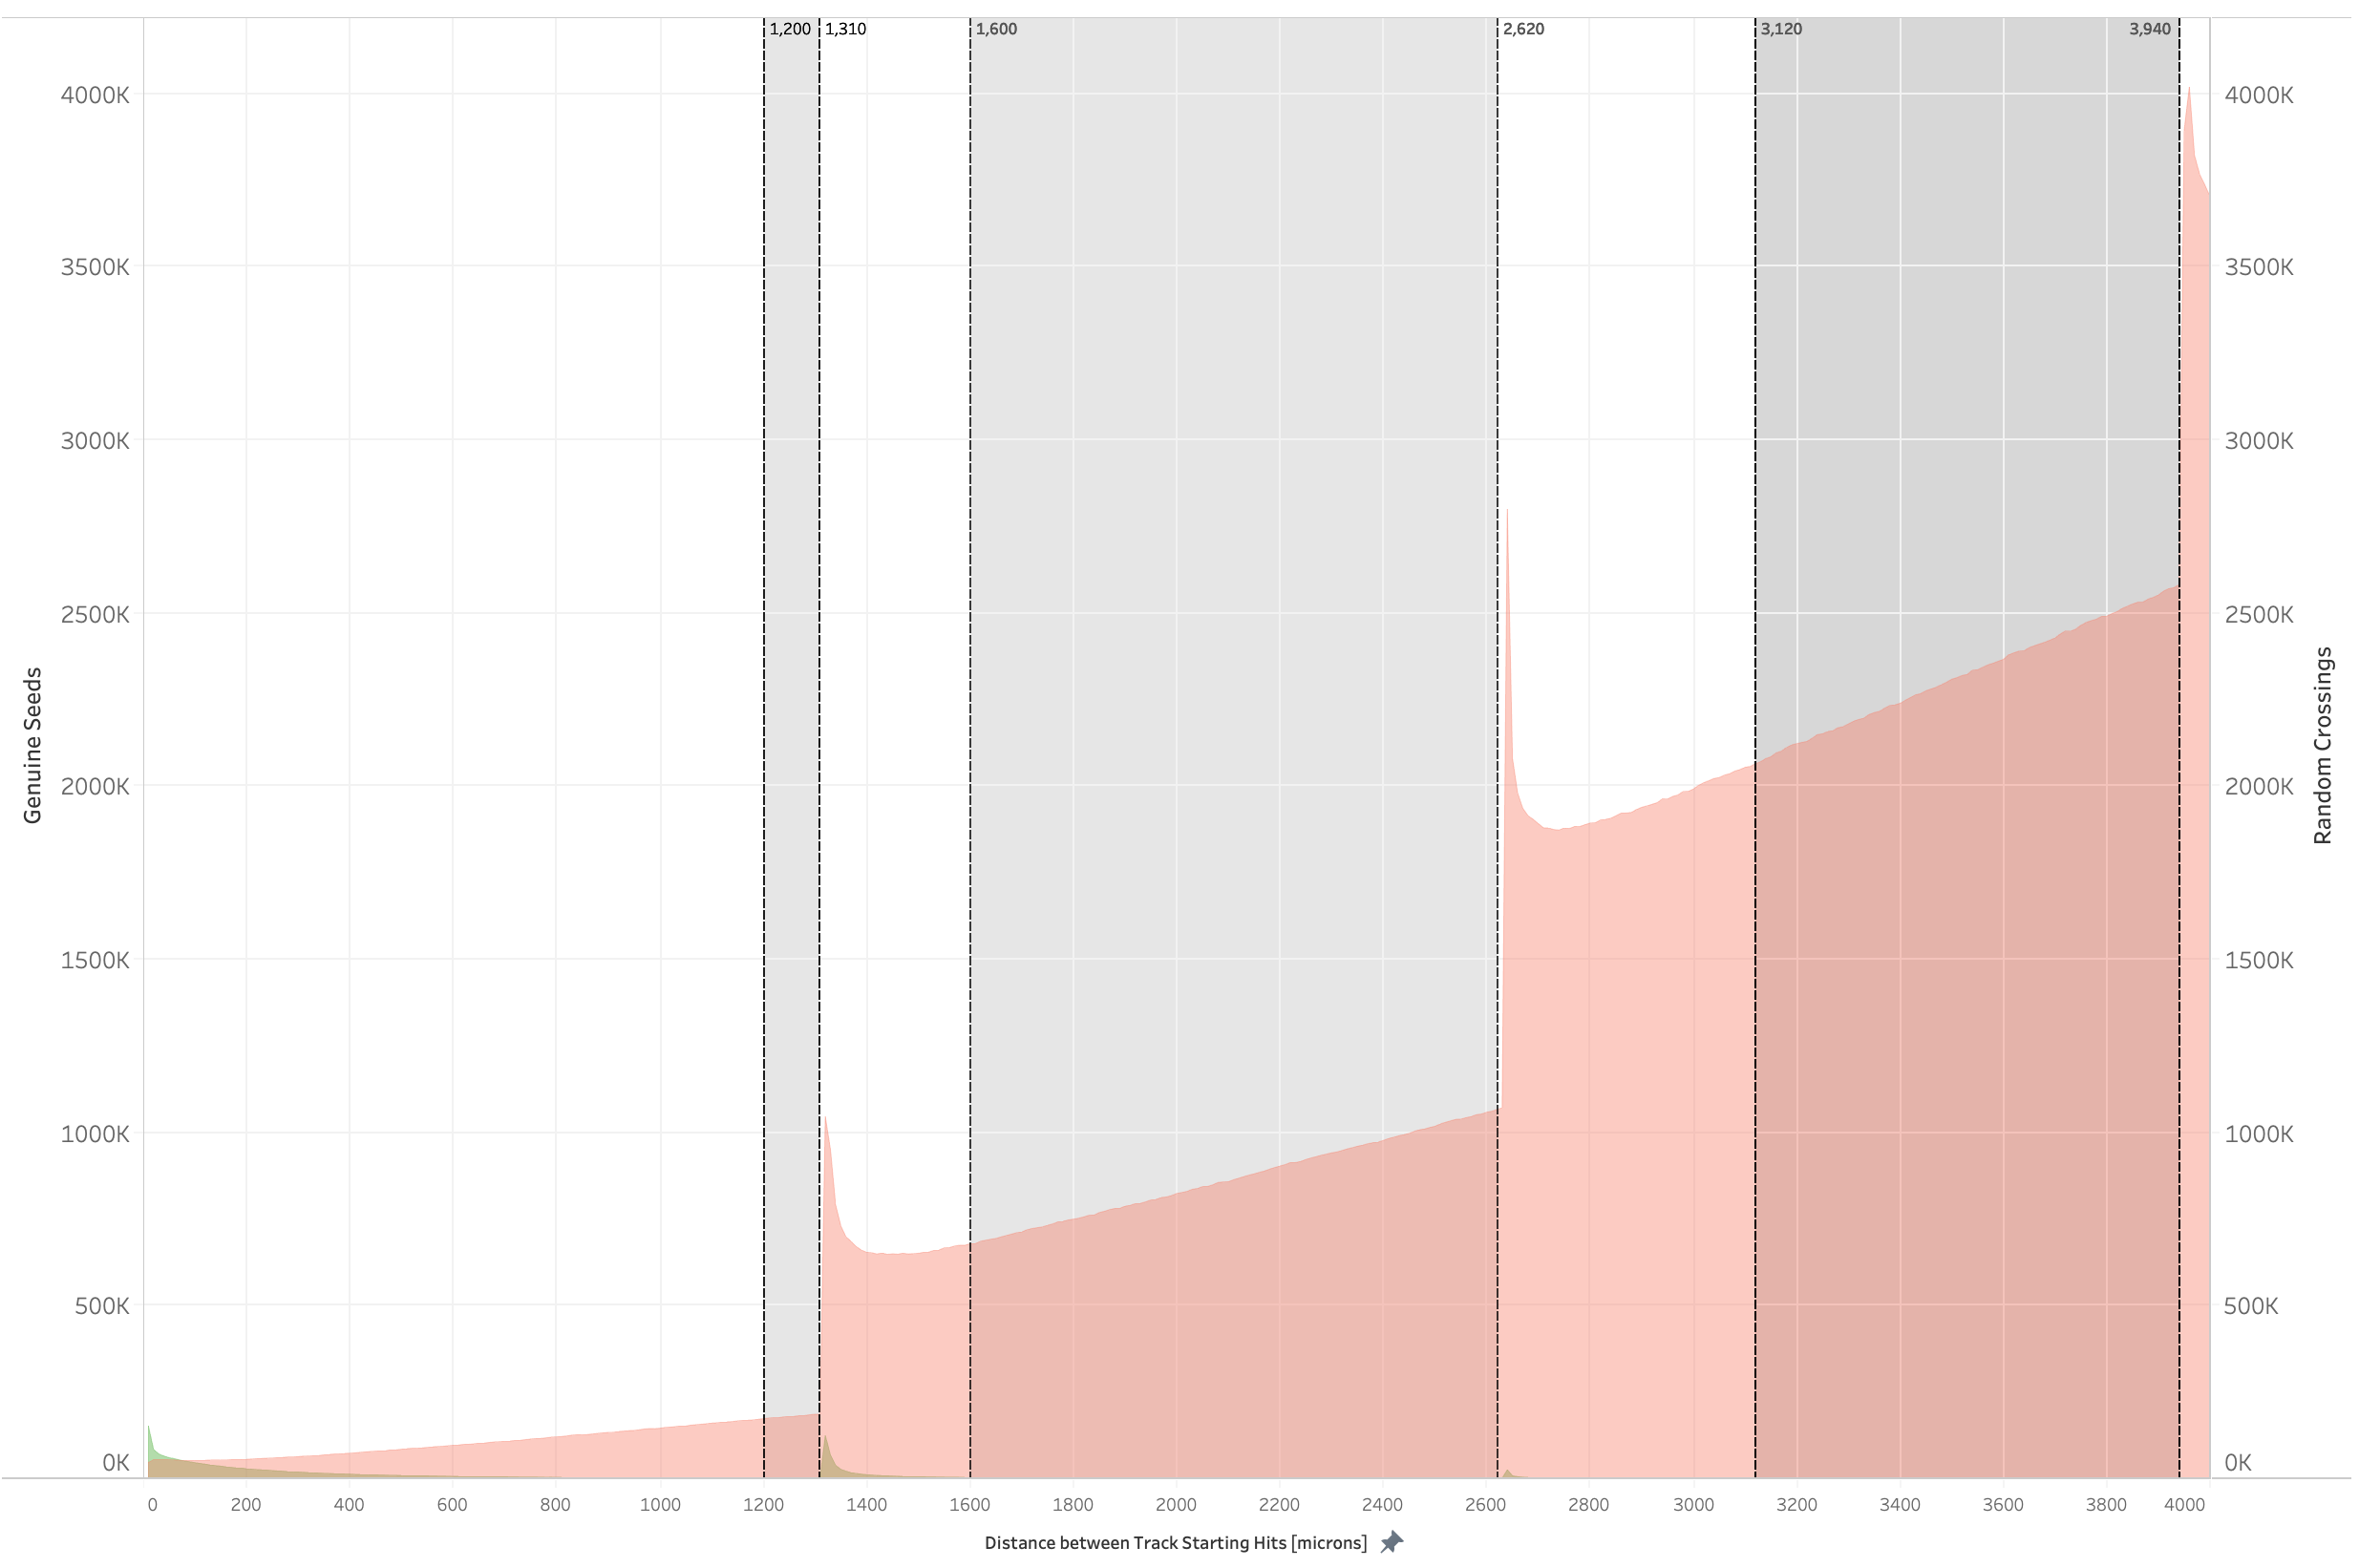 1,200 1,310 1,600 2,620 3,120 3,940
4000K 4000K
3500K 3500K
3000K 3000K
2500K 2500K
2000K 2000K
1500K 1500K
1000K 1000K
500K 500K
0K 0K
Genuine Seeds
Random Crossings
0 200 400 600 800 1000 1200 1400 1600 1800 2000 2200 2400 2600 2800 3000 3200 3400 3600 3800 4000
Distance between Track Starting Hits [microns]